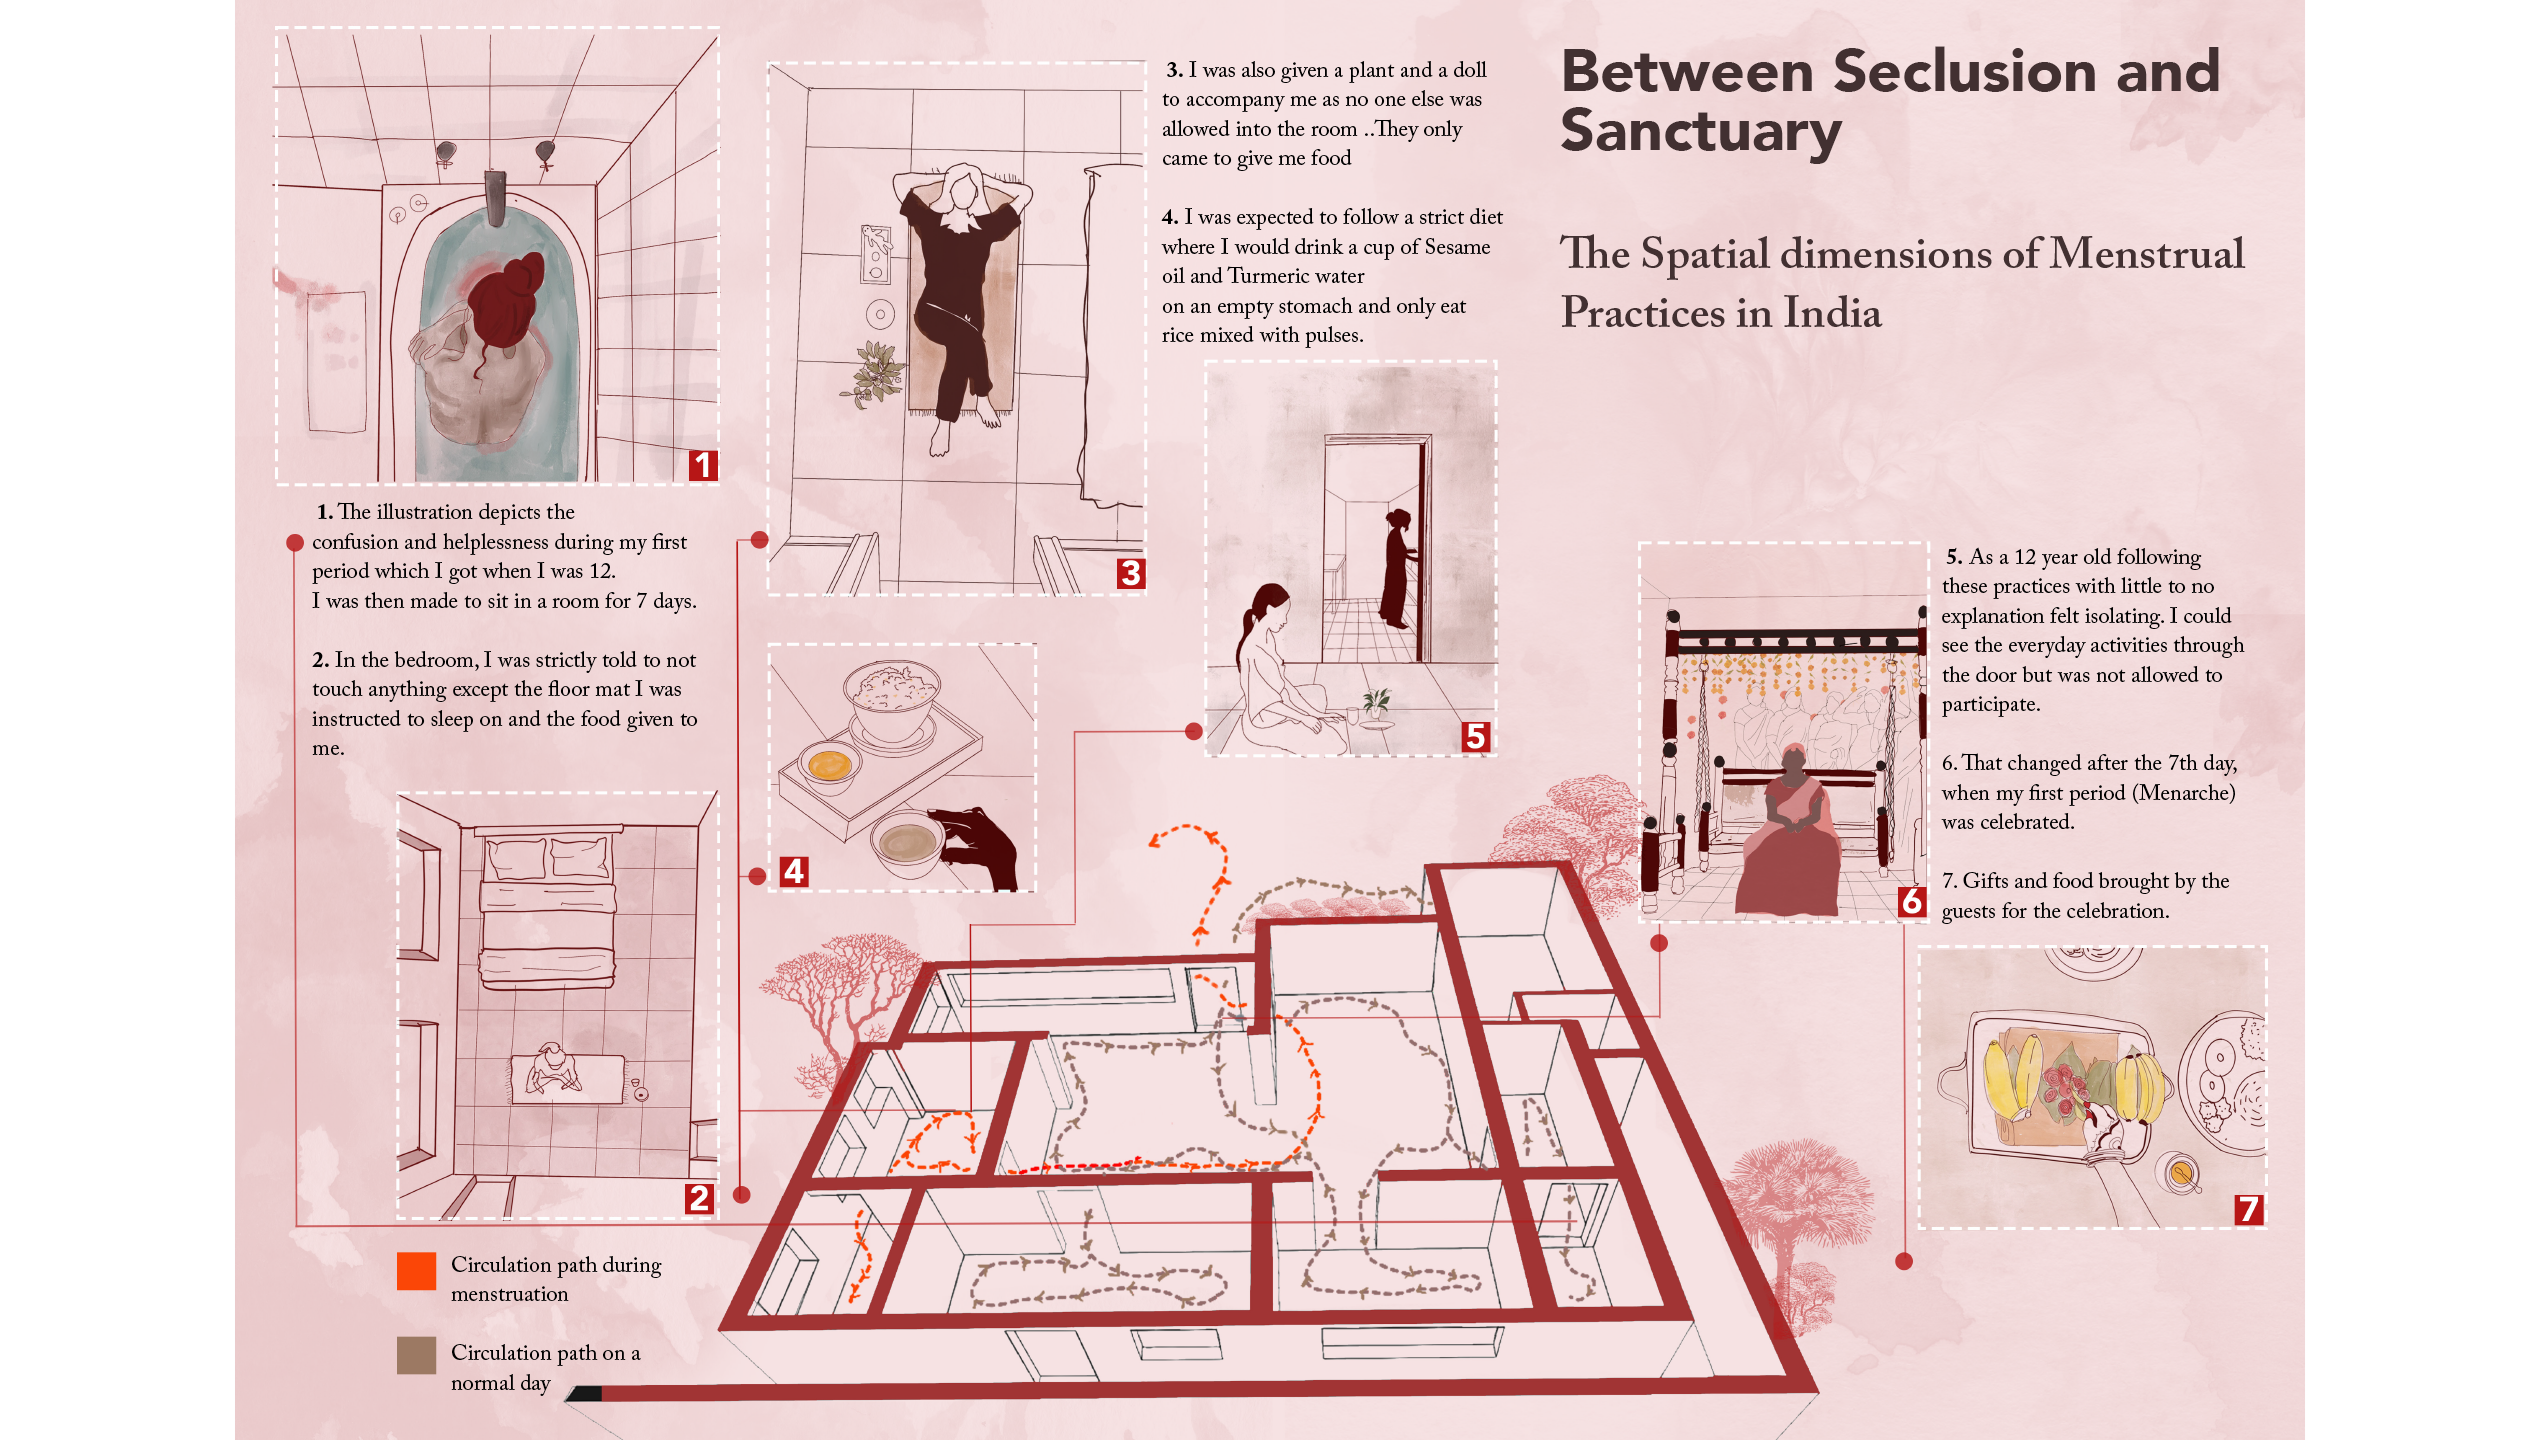 Between Seclusion and
Sanctuary
The Spatial dimensions of Menstrual
Practices in India
1
1. The illustration depicts the
confusion and helplessness during my first
period which I got when I was 12.
I was then made to sit in a room for 7 days.
2. In the bedroom, I was strictly told to not
touch anything except the floor mat I was
instructed to sleep on and the food given to
me.
2
3
3. I was also given a plant and a doll
to accompany me as no one else was
allowed into the room ..They only
came to give me food
4. I was expected to follow a strict diet
where I would drink a cup of Sesame
oil and Turmeric water
on an empty stomach and only eat
rice mixed with pulses.
4
5
6
5. As a 12 year old following
these practices with little to no
explanation felt isolating. I could
see the everyday activities through
the door but was not allowed to
participate.
6. That changed after the 7th day,
when my first period (Menarche)
was celebrated.
7. Gifts and food brought by the
guests for the celebration.
7
Circulation path during
menstruation
Circulation path on a
normal day